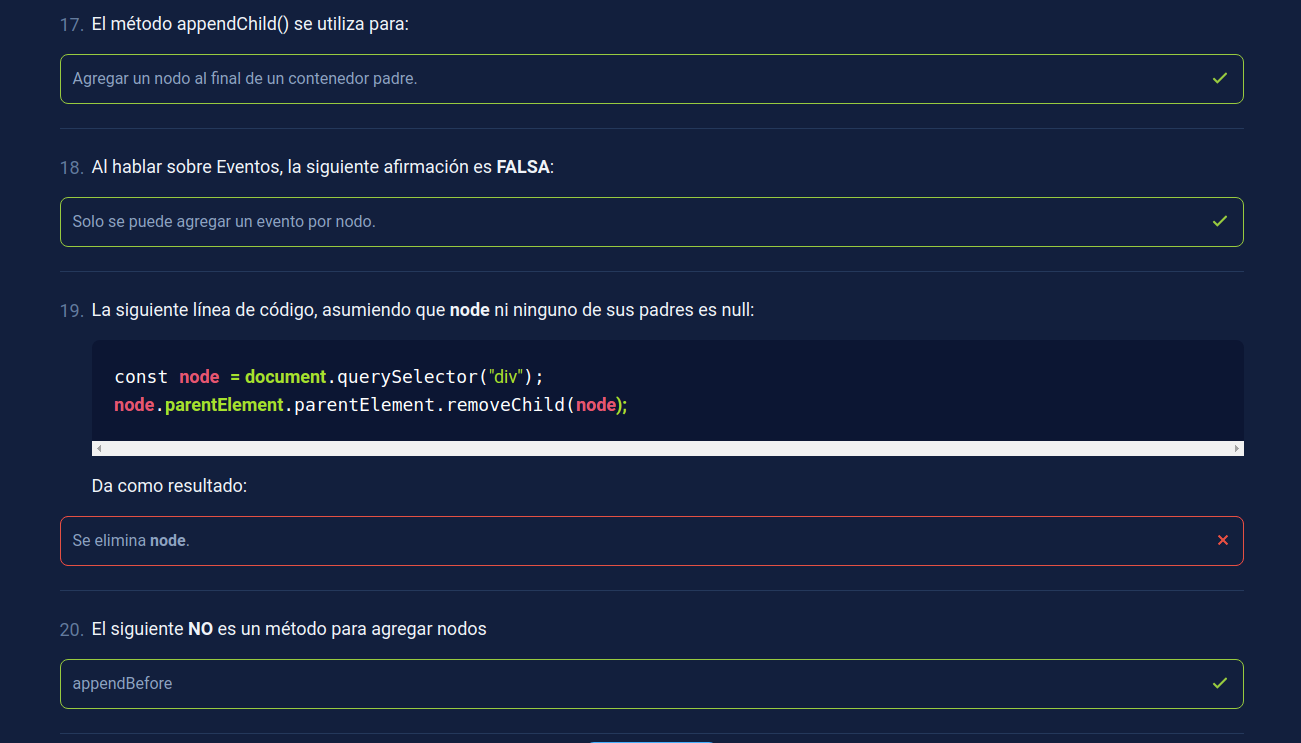 17. El método appendChild() se utiliza para:
Agregar un nodo al final de un contenedor padre.
18. Al hablar sobre Eventos, la siguiente afirmación es FALSA:
Solo se puede agregar un evento por nodo.
19. La siguiente línea de código, asumiendo que node ni ninguno de sus padres es null:
const node = document.querySelector("div");
node.parentElement.parentElement.removeChild(node);
Da como resultado:
Se elimina node.
20. El siguiente NO es un método para agregar nodos
appendBefore